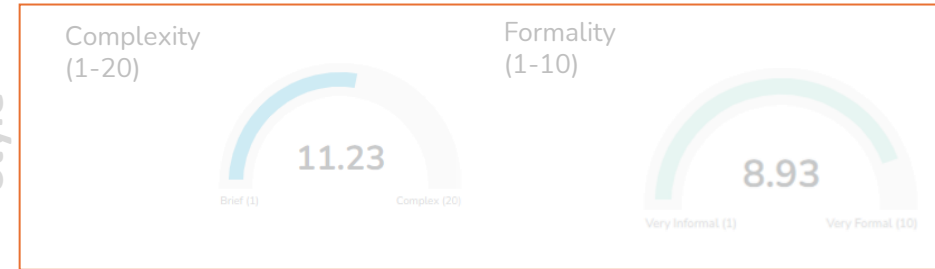 Complexity
(1-20)
11.23
Brief (1)
Complex (20)
Formality
(1-10)
8.93
Very Informal (1)
Very Formal (10)